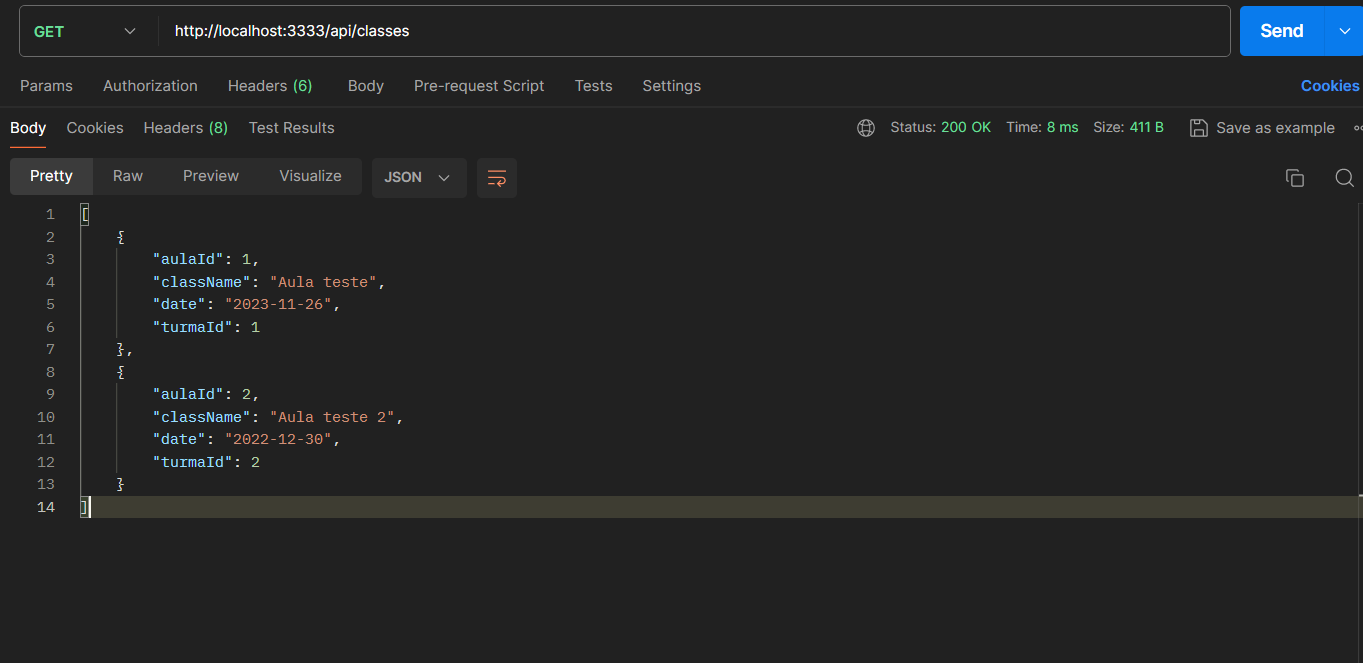 GET http://localhost:3333/api/classes Send
Params Authorization Headers (6) Body Pre-request Script Tests Settings Cookies
Body Cookies Headers (8) Test Results Status: 200 OK Time: 8 ms Size: 411 B Save as example
Pretty Raw Preview Visualize JSON
1 [
2 {
3 "aulaId": 1,
4 "className": "Aula teste",
5 "date": "2023-11-26",
6 "turmaId": 1
7 },
8 {
9 "aulaId": 2,
10 "className": "Aula teste 2",
11 "date": "2022-12-30",
12 "turmaId": 2
13 }
14 ]